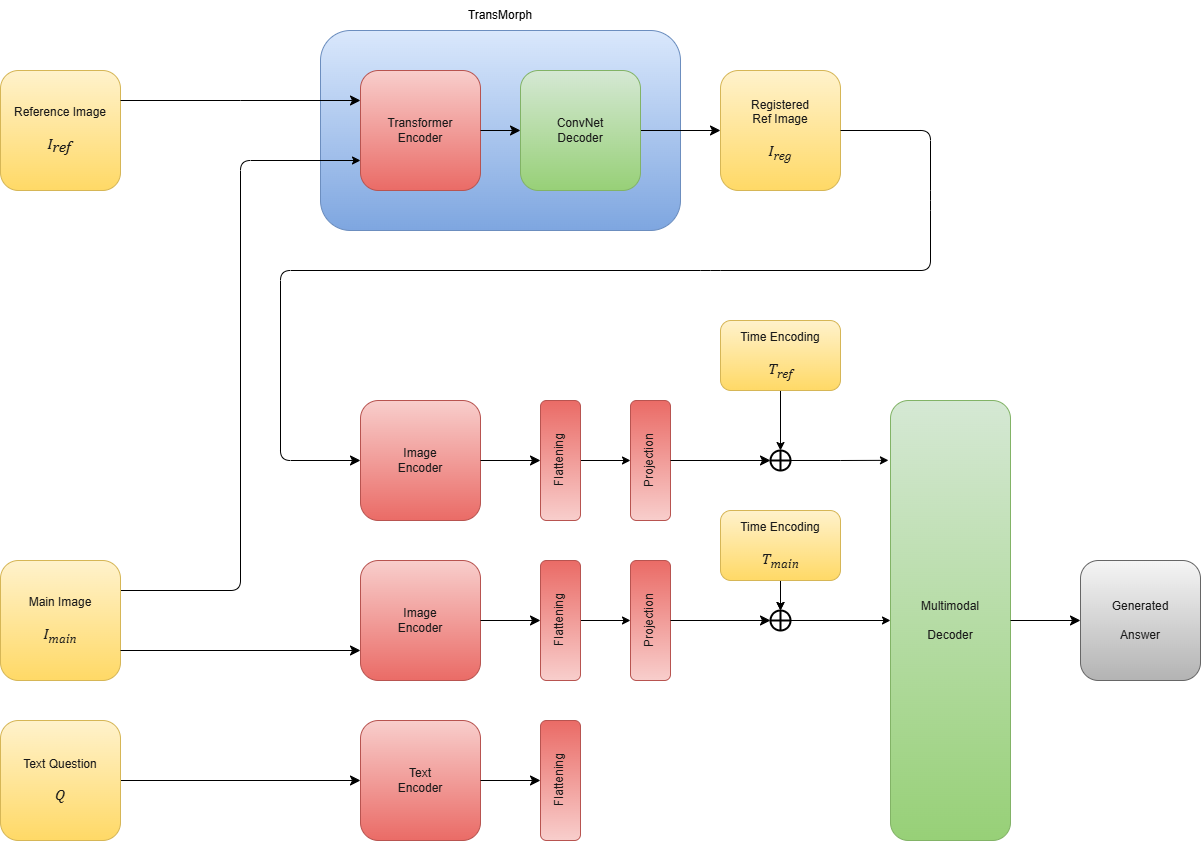 TransMorph
Reference Image
I_ref
Transformer
Encoder
ConvNet
Decoder
Registered
Ref Image
I_reg
Time Encoding
T_ref
Image
Encoder
Flattening
Projection
Time Encoding
T_main
Main Image
I_main
Image
Encoder
Flattening
Projection
Multimodal
Decoder
Generated
Answer
Text Question
Q
Text
Encoder
Flattening